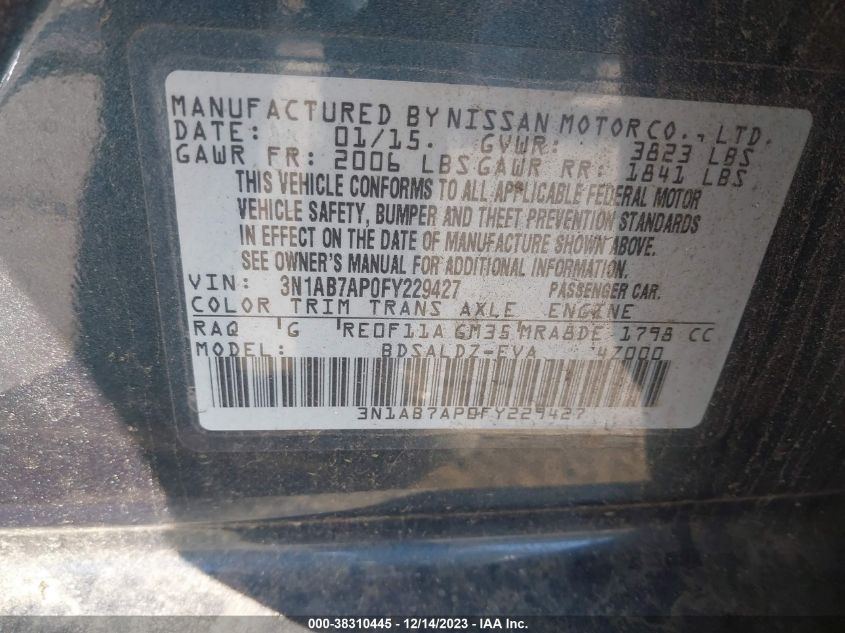 MANUFACTURED BY NISSAN MOTOR CO., LTD.
DATE: 01/15. GVWR: 3823 LBS
GAWR FR: 2006 LBS GAWR RR: 1841 LBS
THIS VEHICLE CONFORMS TO ALL APPLICABLE FEDERAL MOTOR
VEHICLE SAFETY, BUMPER AND THEFT PREVENTION STANDARDS
IN EFFECT ON THE DATE OF MANUFACTURE SHOWN ABOVE.
SEE OWNER'S MANUAL FOR ADDITIONAL INFORMATION.
VIN: 3N1AB7AP0FY229427 PASSENGER CAR.
COLOR TRIM TRANS AXLE ENGINE
RAQ G RE0F11A GM35 MRA8DE 1798 CC
MODEL: BDSALDZ-EVA 47000
3N1AB7AP0FY229427
000-38310445 - 12/14/2023 - IAA Inc.